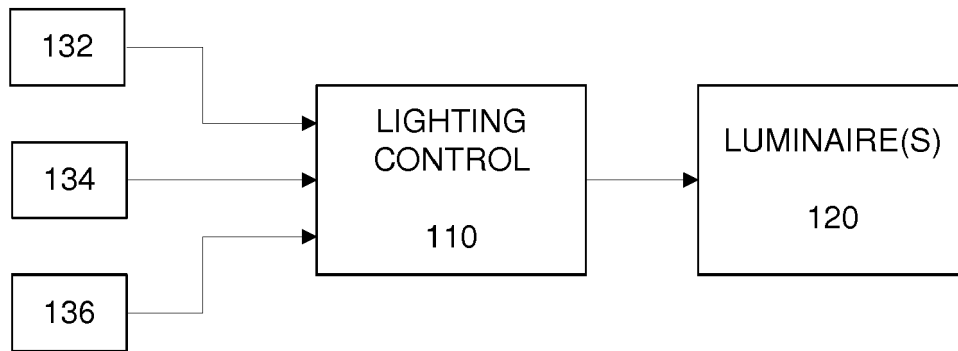 132
134
136
LIGHTING
CONTROL
110
LUMINAIRE(S)
120